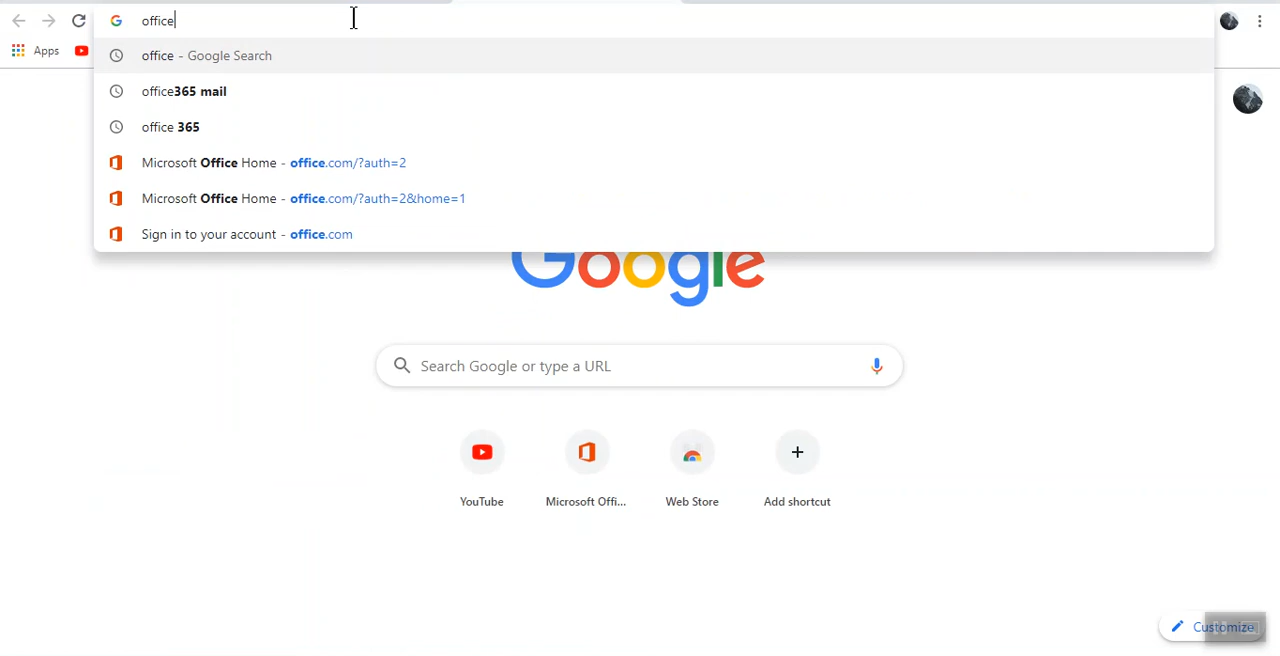 office
Apps
office - Google Search
office365 mail
office 365
Microsoft Office Home - office.com/?auth=2
Microsoft Office Home - office.com/?auth=2&home=1
Sign in to your account - office.com
Google
Search Google or type a URL
YouTube
Microsoft Offi...
Web Store
Add shortcut
Customize